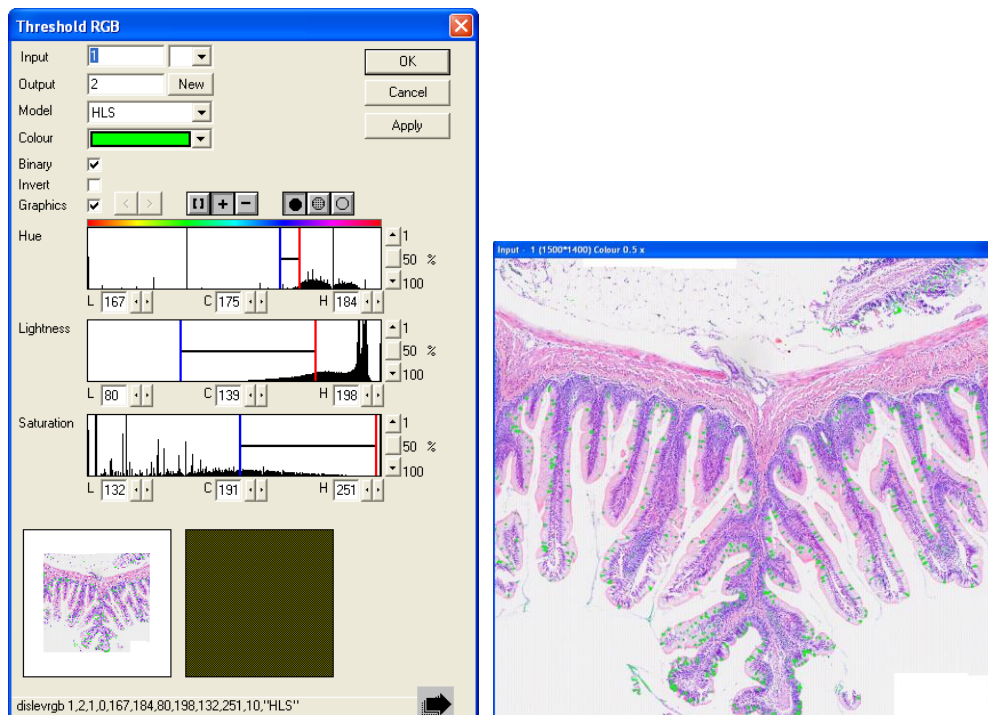 Threshold RGB
Input 1
OK
Output 2 New
Cancel
Model HLS
Apply
Colour
Binary
Invert
Graphics < > [] + −
Hue
1
50 %
100
L 167 C 175 H 184
Lightness
1
50 %
100
L 80 C 139 H 198
Saturation
1
50 %
100
L 132 C 191 H 251
dislevrgb 1,2,1,0,167,184,80,198,132,251,10,"HLS"
Input - 1 (1500*1400) Colour 0.5 x